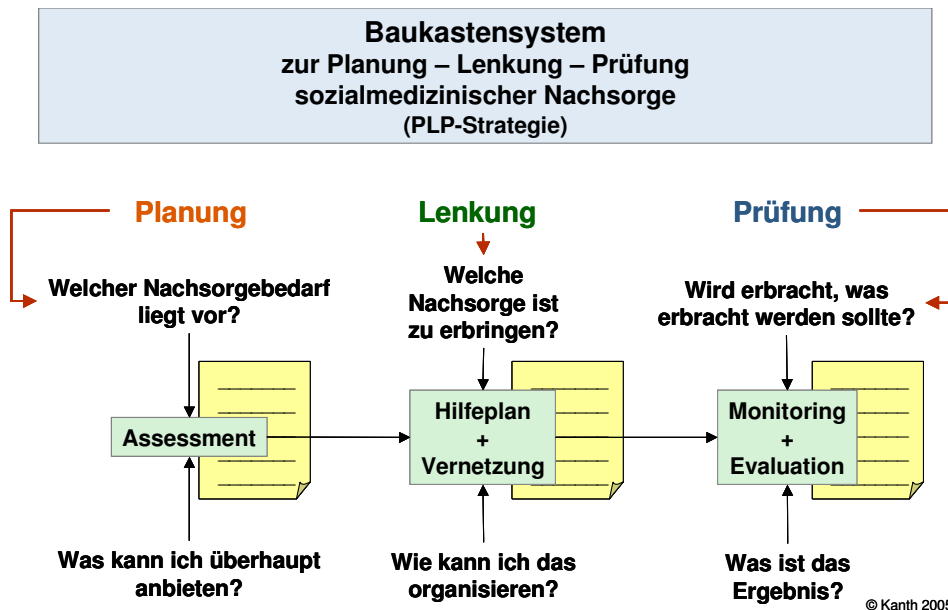 Baukastensystem
zur Planung – Lenkung – Prüfung
sozialmedizinischer Nachsorge
(PLP-Strategie)
Planung
Lenkung
Prüfung
Welcher Nachsorgebedarf
liegt vor?
Welche
Nachsorge ist
zu erbringen?
Wird erbracht, was
erbracht werden sollte?
Assessment
Hilfeplan
+
Vernetzung
Monitoring
+
Evaluation
Was kann ich überhaupt
anbieten?
Wie kann ich das
organisieren?
Was ist das
Ergebnis?
© Kanth